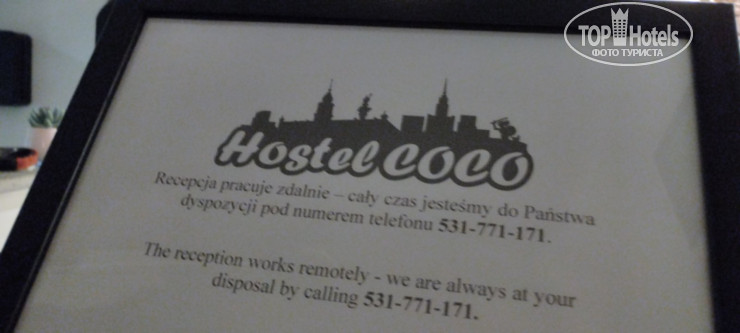 TOP Hotels
ФОТО ТУРИСТА
Hostel COCO
Recepcja pracuje zdalnie – cały czas jesteśmy do Państwa
dyspozycji pod numerem telefonu 531-771-171.
The reception works remotely - we are always at your
disposal by calling 531-771-171.